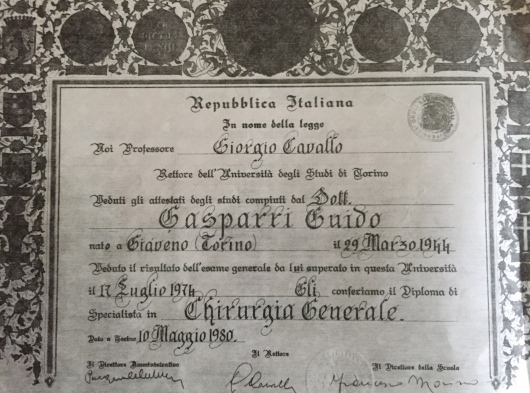 Repubblica Italiana
In nome della legge
Noi Professore Giorgio Cavallo
Rettore dell'Università degli Studi di Torino
Veduti gli attestati degli studi compiuti dal Dott.
Gasparri Guido
nato a Giaveno (Torino) il 29 Marzo 1944
Veduto il risultato dell'esame generale da lui superato in questa Università
il 17 Luglio 1974 Gli conferiamo il Diploma di
Specialista in Chirurgia Generale.
Dato a Torino 10 Maggio 1980.
Il Rettore
Il Direttore Amministrativo Il Direttore della Scuola